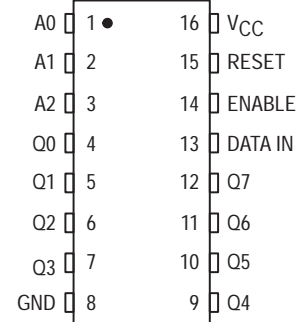 A0 1 16 VCC
A1 2 15 RESET
A2 3 14 ENABLE
Q0 4 13 DATA IN
Q1 5 12 Q7
Q2 6 11 Q6
Q3 7 10 Q5
GND 8 9 Q4